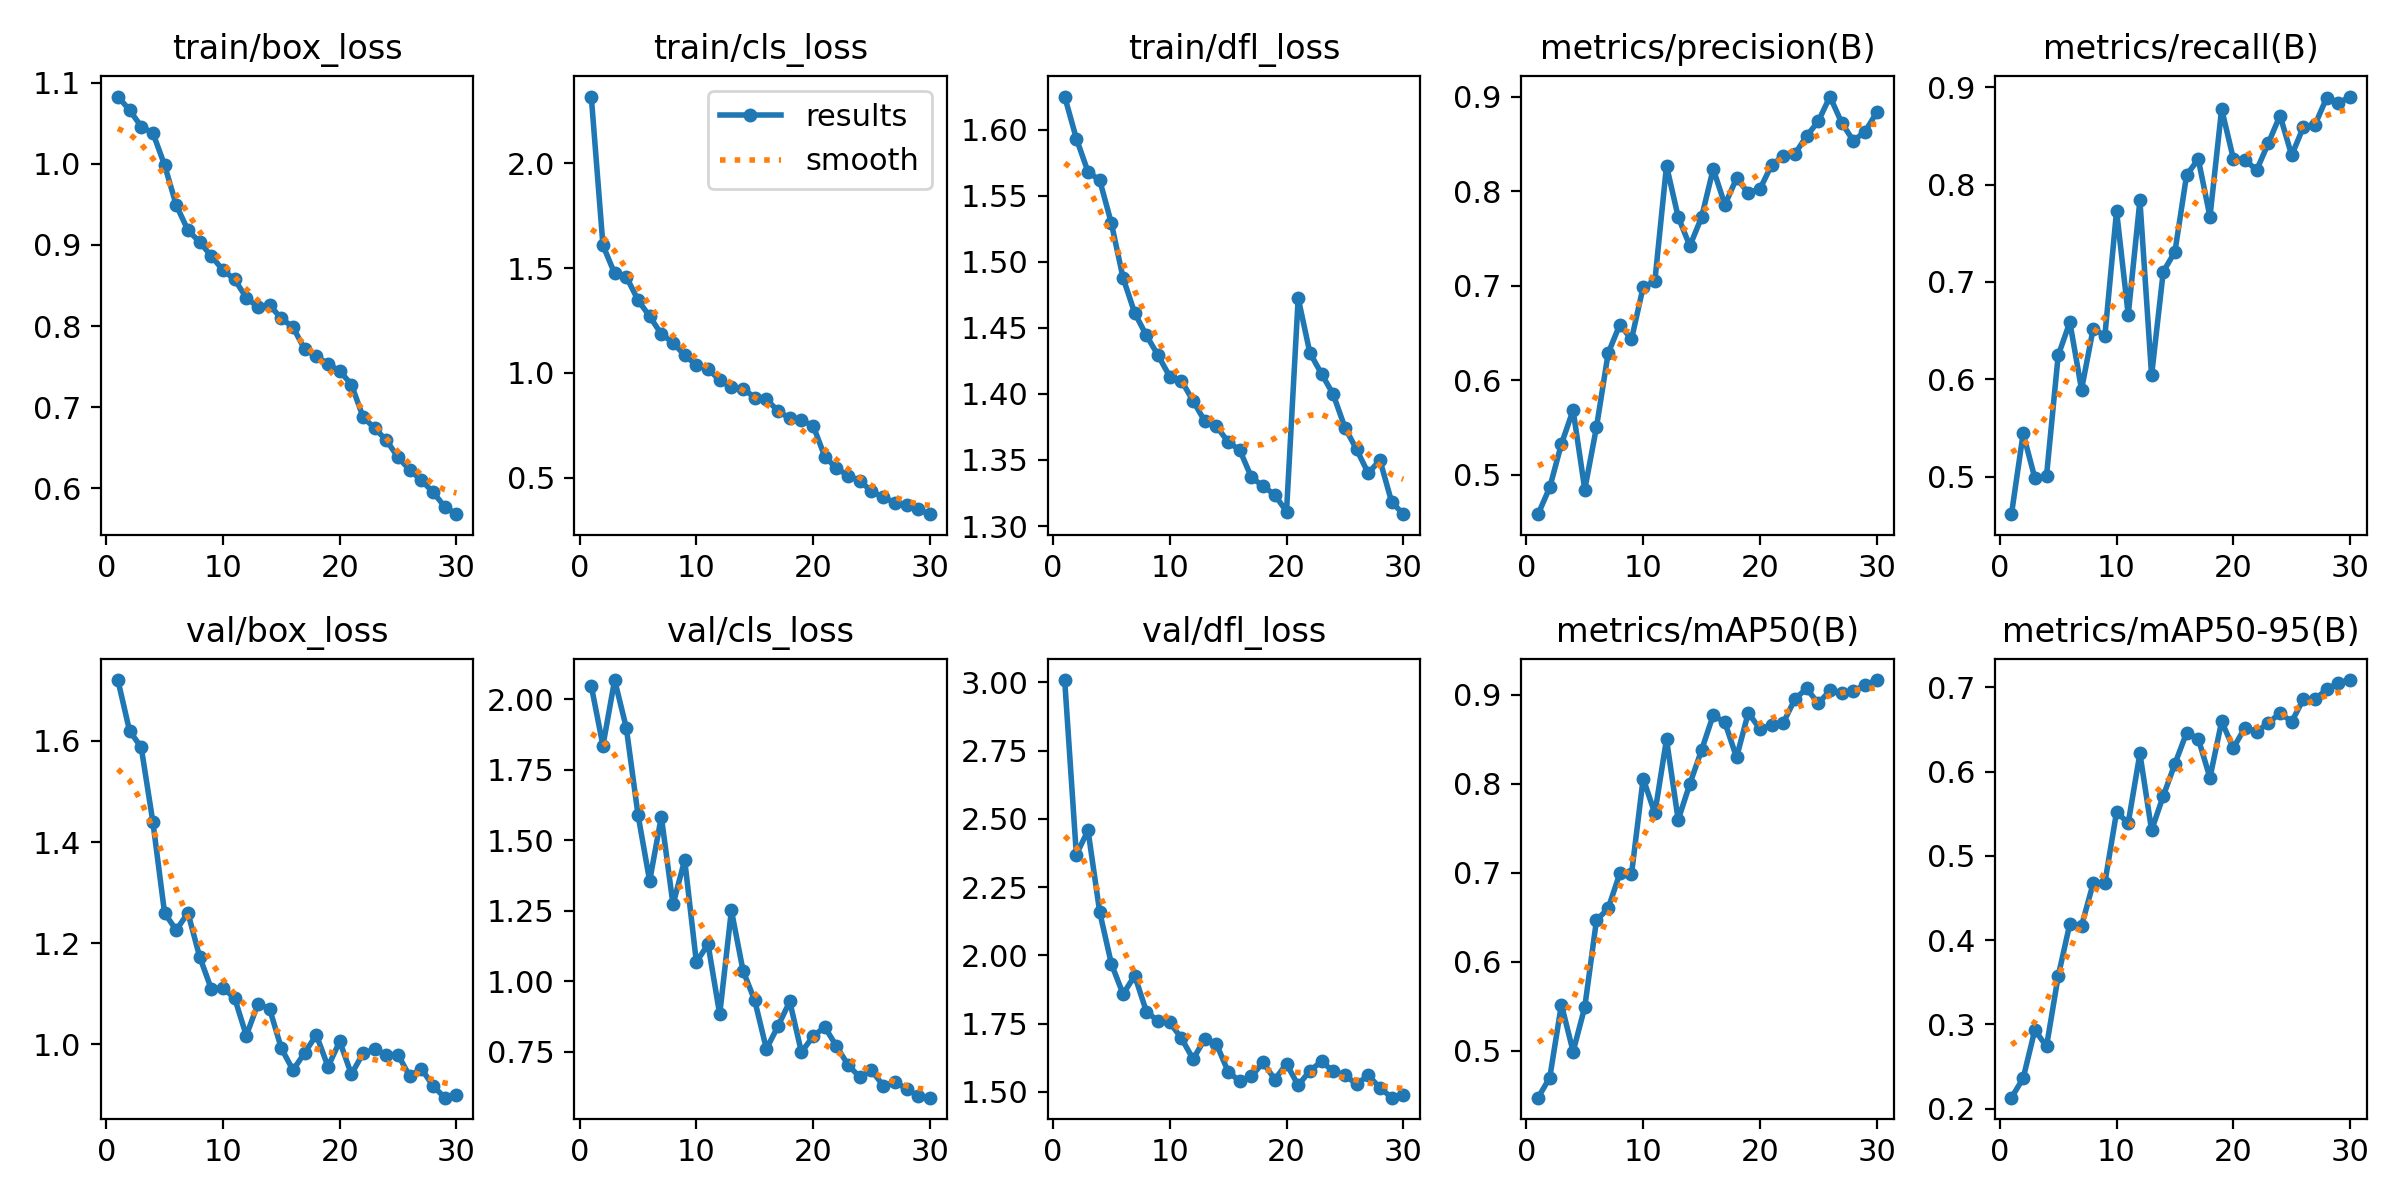 train/box_loss
1.1
1.0
0.9
0.8
0.7
0.6
0 10 20 30
train/cls_loss
results
smooth
2.0
1.5
1.0
0.5
0 10 20 30
train/dfl_loss
1.60
1.55
1.50
1.45
1.40
1.35
1.30
0 10 20 30
metrics/precision(B)
0.9
0.8
0.7
0.6
0.5
0 10 20 30
metrics/recall(B)
0.9
0.8
0.7
0.6
0.5
0 10 20 30
val/box_loss
1.6
1.4
1.2
1.0
0 10 20 30
val/cls_loss
2.00
1.75
1.50
1.25
1.00
0.75
0 10 20 30
val/dfl_loss
3.00
2.75
2.50
2.25
2.00
1.75
1.50
0 10 20 30
metrics/mAP50(B)
0.9
0.8
0.7
0.6
0.5
0 10 20 30
metrics/mAP50-95(B)
0.7
0.6
0.5
0.4
0.3
0.2
0 10 20 30